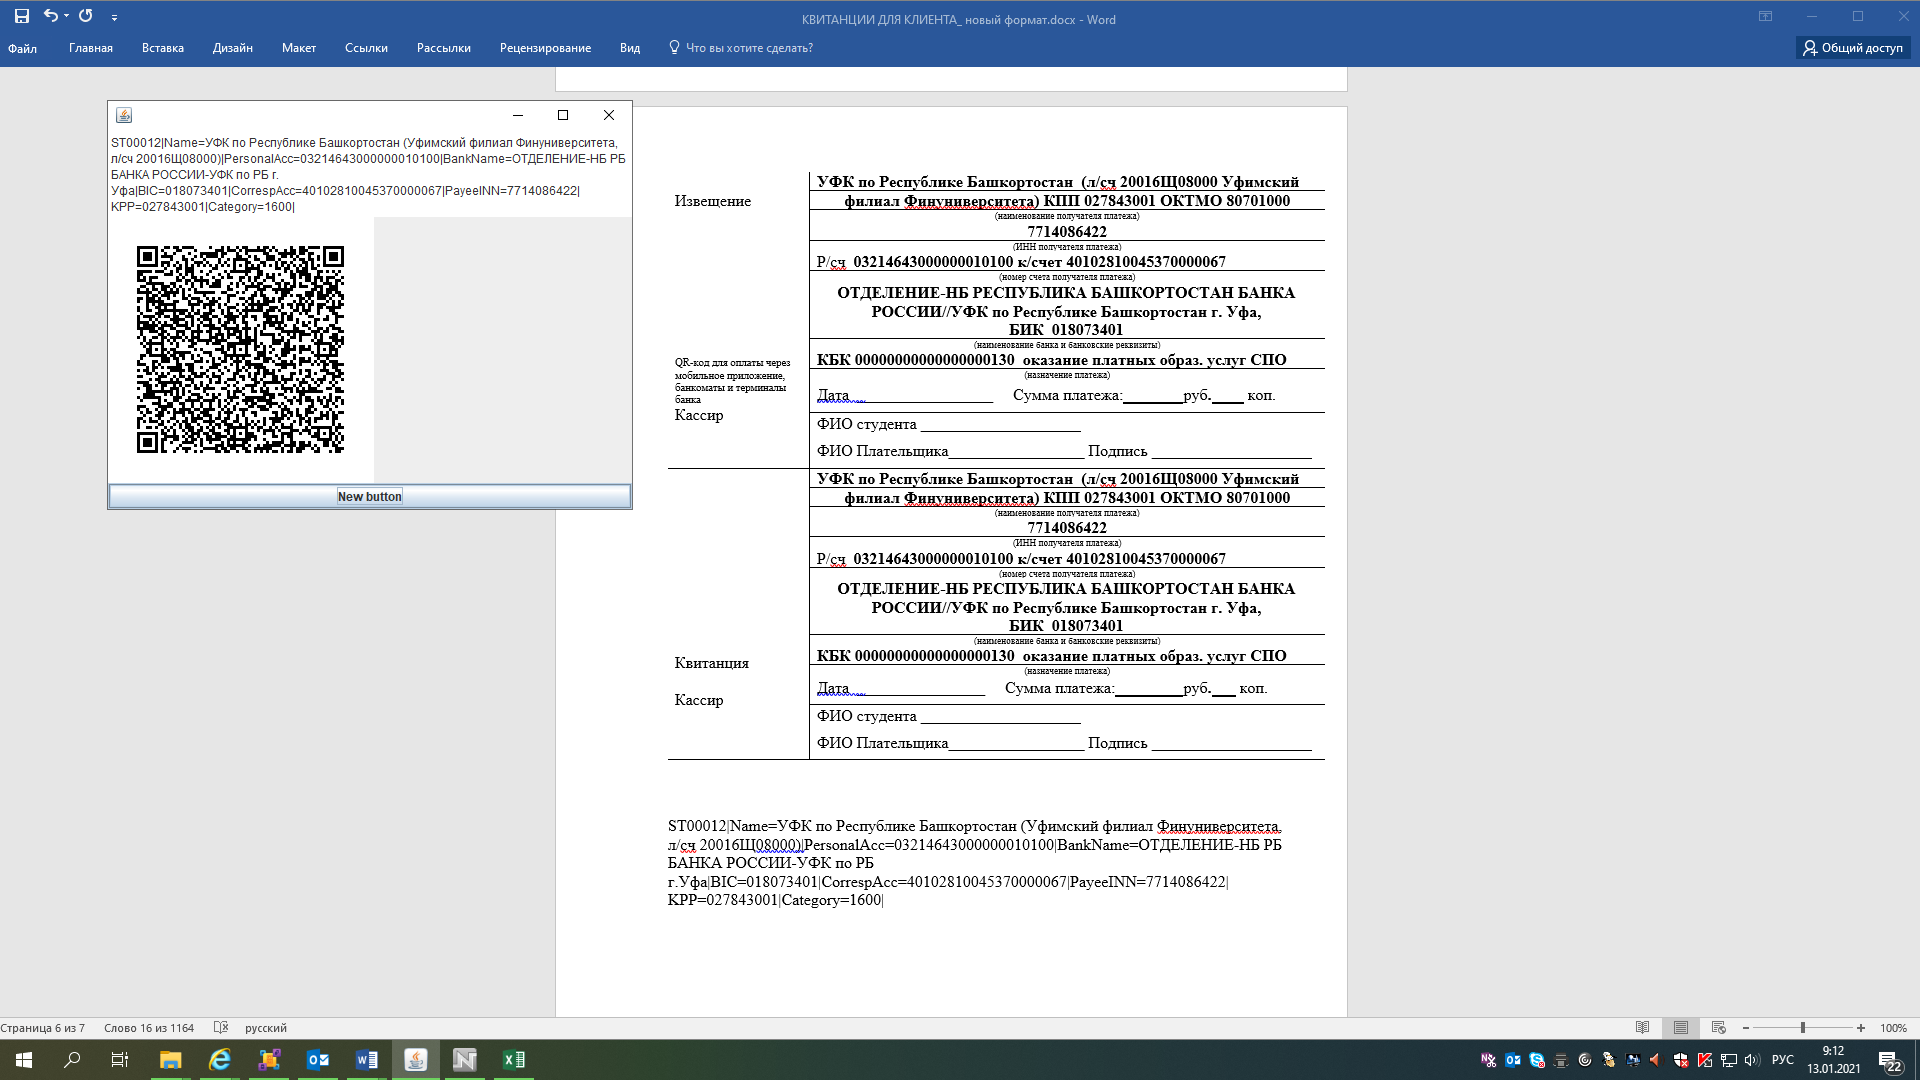 КВИТАНЦИИ ДЛЯ КЛИЕНТА_ новый формат.docx - Word
Файл Главная Вставка Дизайн Макет Ссылки Рассылки Рецензирование Вид Что вы хотите сделать? Общий доступ
ST00012|Name=УФК по Республике Башкортостан (Уфимский филиал Финуниверситета,
л/сч 20016Щ08000)|PersonalAcc=03214643000000010100|BankName=ОТДЕЛЕНИЕ-НБ РБ
БАНКА РОССИИ-УФК по РБ г.
Уфа|BIC=018073401|CorrespAcc=40102810045370000067|PayeeINN=7714086422|
KPP=027843001|Category=1600|
New button
Извещение
QR-код для оплаты через
мобильное приложение,
банкоматы и терминалы
банка
Кассир
УФК по Республике Башкортостан (л/сч 20016Щ08000 Уфимский
филиал Финуниверситета) КПП 027843001 ОКТМО 80701000
(наименование получателя платежа)
7714086422
(ИНН получателя платежа)
Р/сч 03214643000000010100 к/счет 40102810045370000067
(номер счета получателя платежа)
ОТДЕЛЕНИЕ-НБ РЕСПУБЛИКА БАШКОРТОСТАН БАНКА
РОССИИ//УФК по Республике Башкортостан г. Уфа,
БИК 018073401
(наименование банка и банковские реквизиты)
КБК 00000000000000000130 оказание платных образ. услуг СПО
(назначение платежа)
Дата ___________________ Сумма платежа:________руб.____ коп.
ФИО студента ____________________
ФИО Плательщика_________________ Подпись ____________________
Квитанция
Кассир
УФК по Республике Башкортостан (л/сч 20016Щ08000 Уфимский
филиал Финуниверситета) КПП 027843001 ОКТМО 80701000
(наименование получателя платежа)
7714086422
(ИНН получателя платежа)
Р/сч 03214643000000010100 к/счет 40102810045370000067
(номер счета получателя платежа)
ОТДЕЛЕНИЕ-НБ РЕСПУБЛИКА БАШКОРТОСТАН БАНКА
РОССИИ//УФК по Республике Башкортостан г. Уфа,
БИК 018073401
(наименование банка и банковские реквизиты)
КБК 00000000000000000130 оказание платных образ. услуг СПО
(назначение платежа)
Дата __________________ Сумма платежа:_________руб.___ коп.
ФИО студента ____________________
ФИО Плательщика_________________ Подпись ____________________
ST00012|Name=УФК по Республике Башкортостан (Уфимский филиал Финуниверситета,
л/сч 20016Щ08000)|PersonalAcc=03214643000000010100|BankName=ОТДЕЛЕНИЕ-НБ РБ
БАНКА РОССИИ-УФК по РБ
г.Уфа|BIC=018073401|CorrespAcc=40102810045370000067|PayeeINN=7714086422|
KPP=027843001|Category=1600|
Страница 6 из 7 Слово 16 из 1164 русский 100%
РУС
9:12
13.01.2021
22